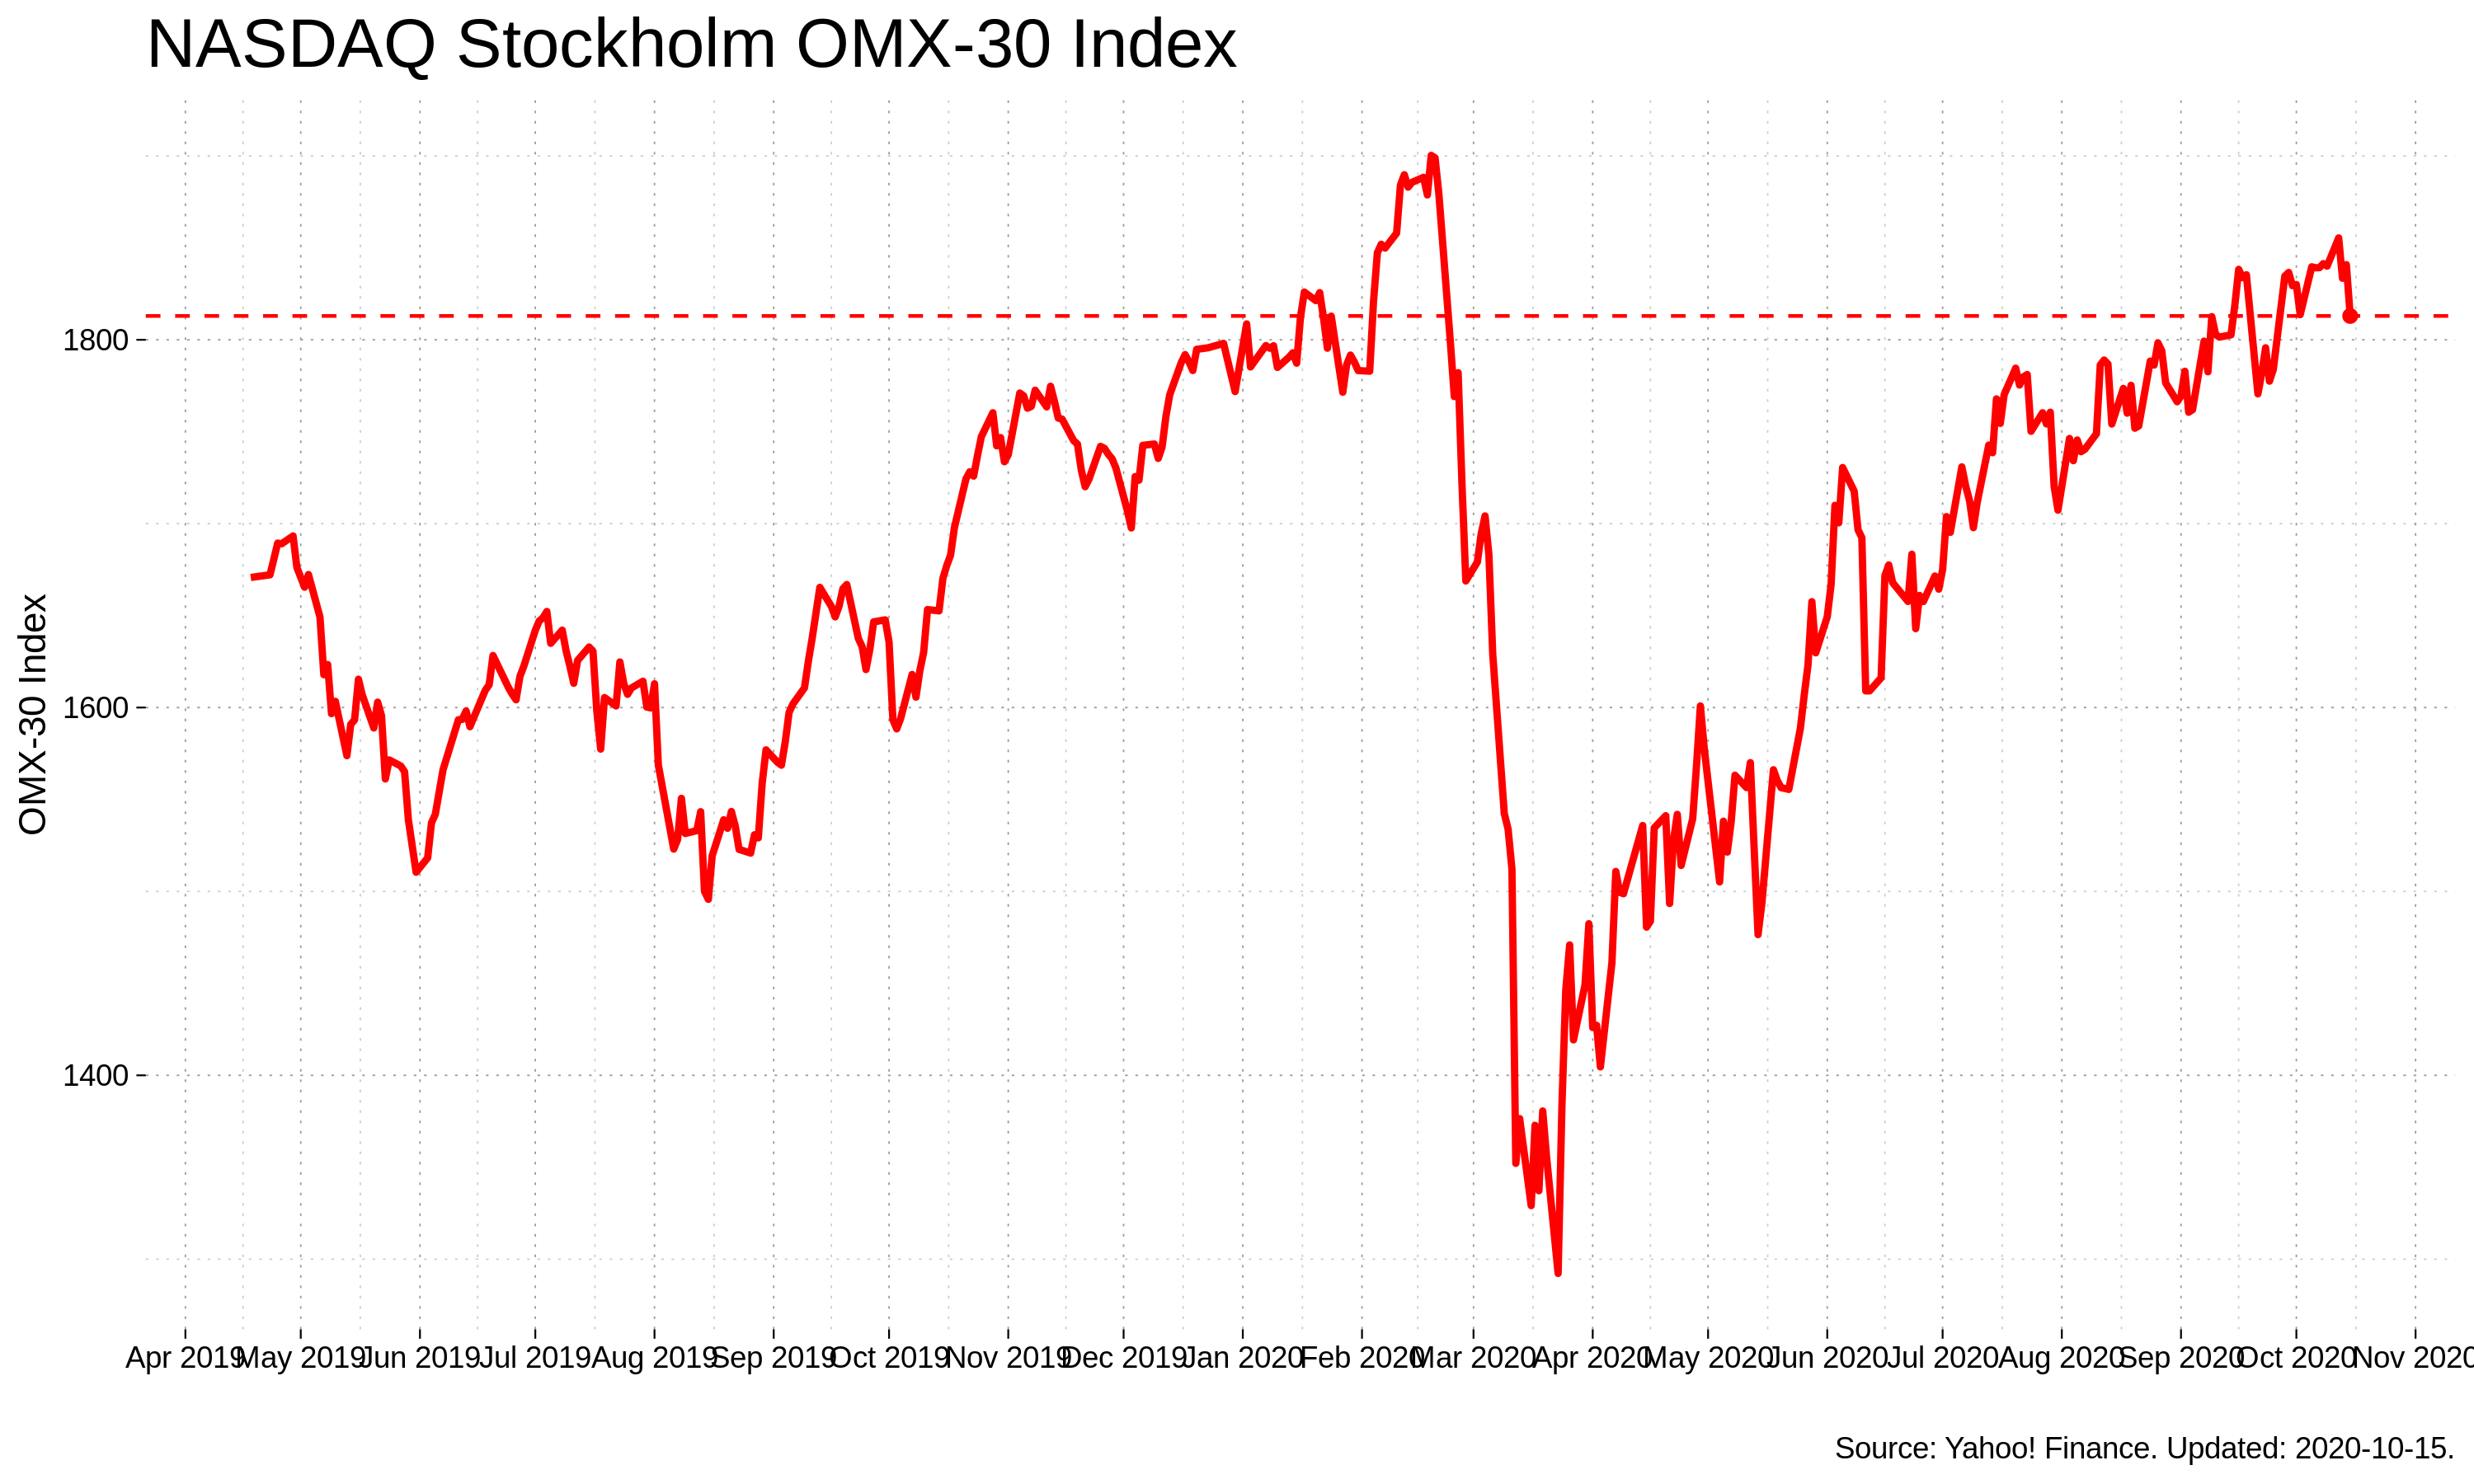 NASDAQ Stockholm OMX-30 Index
OMX-30 Index
1800
1600
1400
Apr 2019 May 2019 Jun 2019 Jul 2019 Aug 2019 Sep 2019 Oct 2019 Nov 2019 Dec 2019 Jan 2020 Feb 2020 Mar 2020 Apr 2020 May 2020 Jun 2020 Jul 2020 Aug 2020 Sep 2020 Oct 2020 Nov 2020
Source: Yahoo! Finance. Updated: 2020-10-15.